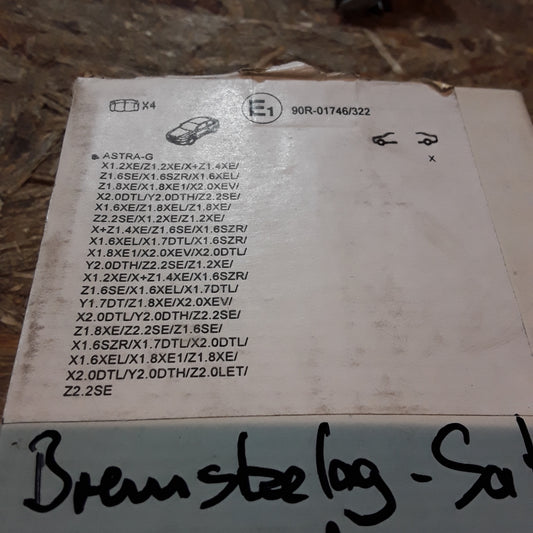 X4
E1 90R-01746/322
ASTRA-G
X
X1.2XE/Z1.2XE/X+Z1.4XE/
Z1.6SE/X1.6SZR/X1.6XEL/
Z1.8XE/X1.8XE1/X2.0XEV/
X2.0DTL/Y2.0DTH/Z2.2SE/
X1.6XE/Z1.8XEL/Z1.8XE/
Z2.2SE/X1.2XE/Z1.2XE/
X+Z1.4XE/Z1.6SE/X1.6SZR/
X1.6XEL/X1.7DTL/X1.6SZR/
X1.8XE1/X2.0XEV/X2.0DTL/
Y2.0DTH/Z2.2SE/Z1.2XE/
X1.2XE/X+Z1.4XE/X1.6SZR/
Z1.6SE/X1.6XEL/X1.7DTL/
Y1.7DT/Z1.8XE/X2.0XEV/
X2.0DTL/Y2.0DTH/Z2.2SE/
Z1.8XE/Z2.2SE/Z1.6SE/
X1.6SZR/X1.7DTL/X2.0DTL/
X1.6XEL/X1.8XE1/Z1.8XE/
X2.0DTL/Y2.0DTH/Z2.0LET/
Z2.2SE
Bremsbelag-Sat